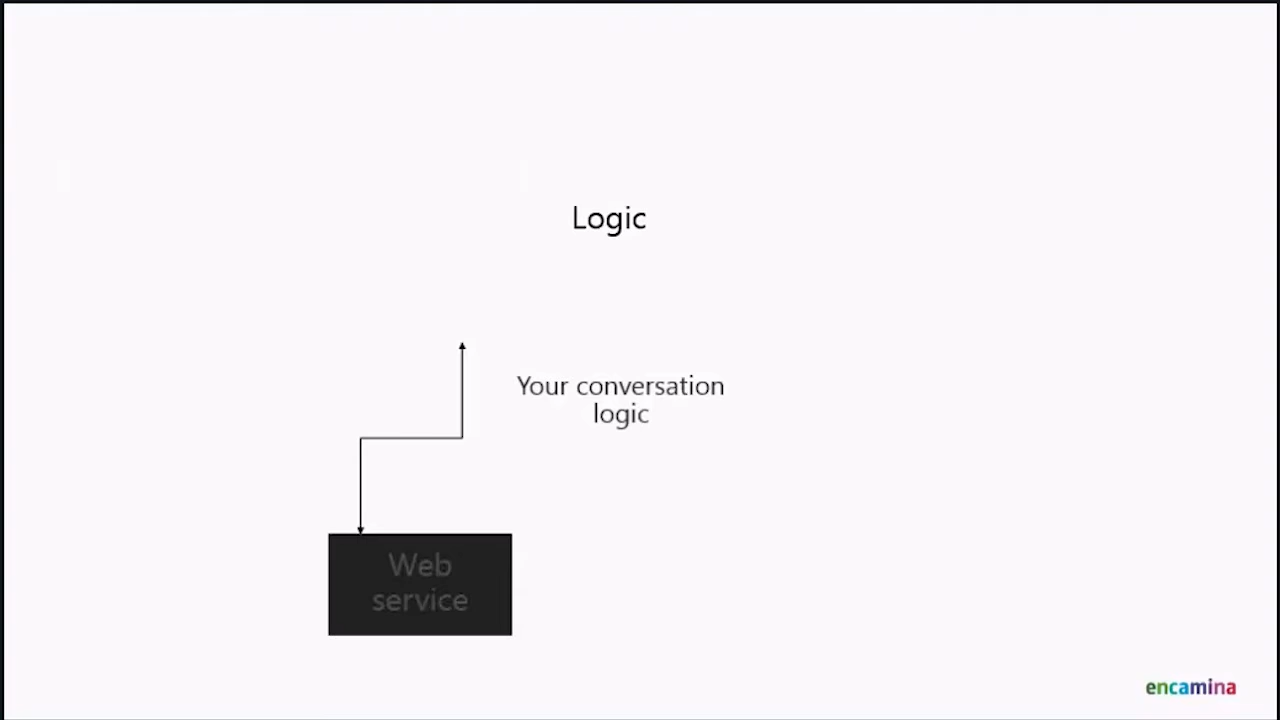 Logic
Your conversation
logic
Web
service
encamina